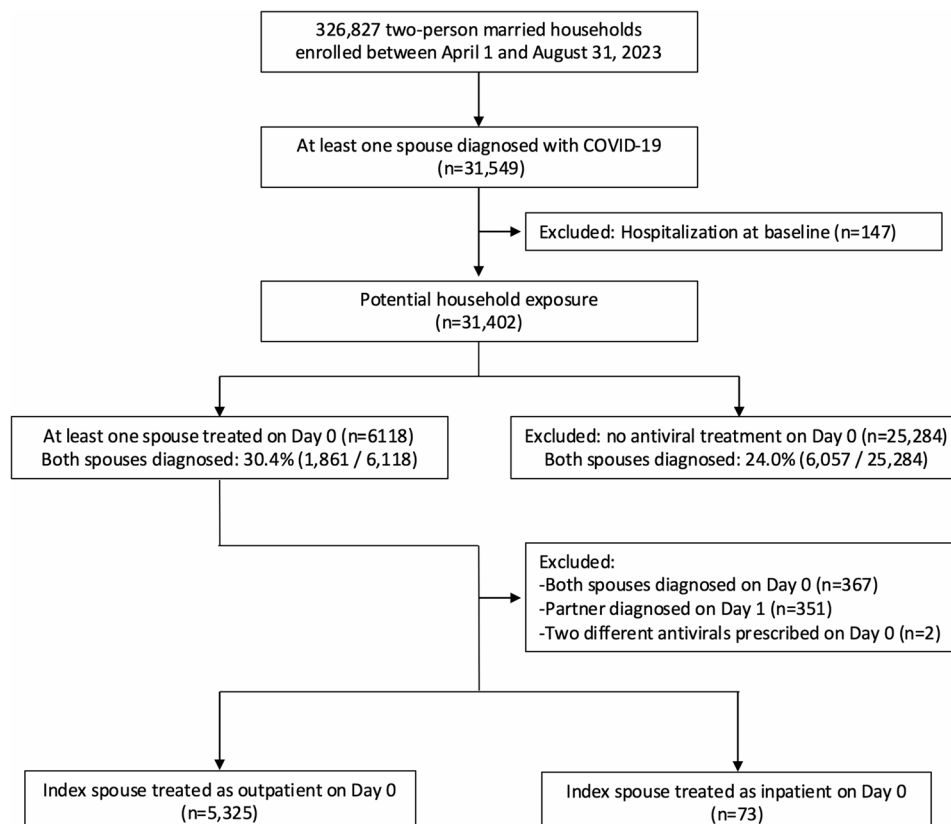 326,827 two-person married households
enrolled between April 1 and August 31, 2023
At least one spouse diagnosed with COVID-19
(n=31,549)
Excluded: Hospitalization at baseline (n=147)
Potential household exposure
(n=31,402)
At least one spouse treated on Day 0 (n=6118)
Both spouses diagnosed: 30.4% (1,861 / 6,118)
Excluded: no antiviral treatment on Day 0 (n=25,284)
Both spouses diagnosed: 24.0% (6,057 / 25,284)
Excluded:
-Both spouses diagnosed on Day 0 (n=367)
-Partner diagnosed on Day 1 (n=351)
-Two different antivirals prescribed on Day 0 (n=2)
Index spouse treated as outpatient on Day 0
(n=5,325)
Index spouse treated as inpatient on Day 0
(n=73)